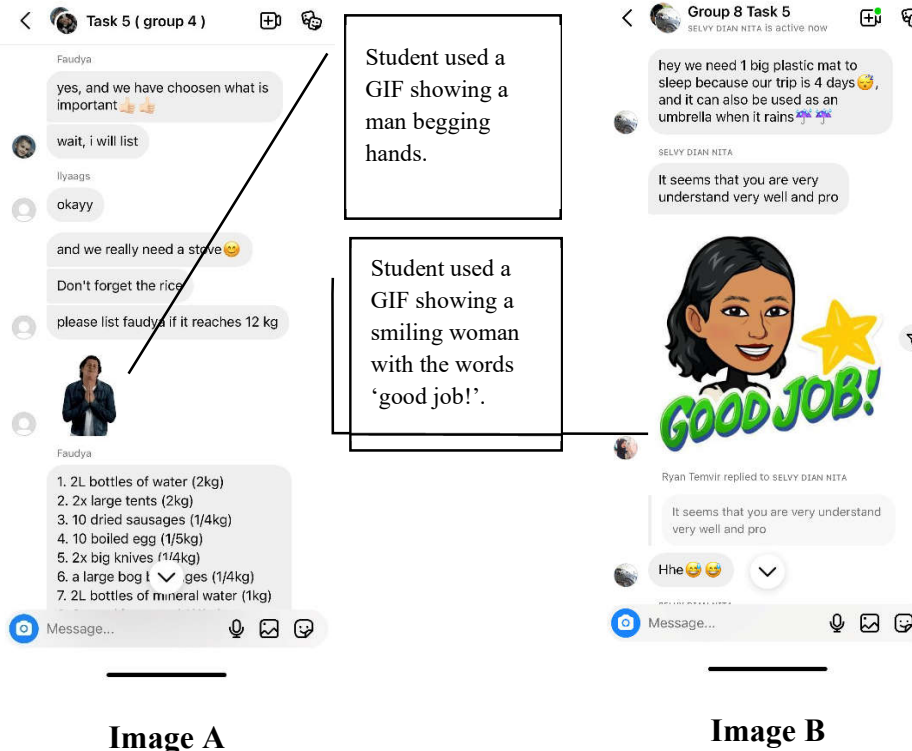 Task 5 ( group 4 )
Faudya
yes, and we have choosen what is
important👍🏻👍🏻
wait, i will list
Ilyaags
okayy
and we really need a stove😊
Don't forget the rice
please list faudya if it reaches 12 kg
Faudya
1. 2L bottles of water (2kg)
2. 2x large tents (2kg)
3. 10 dried sausages (1/4kg)
4. 10 boiled egg (1/5kg)
5. 2x big knives (1/4kg)
6. a large bog ges (1/4kg)
7. 2L bottles of mineral water (1kg)
Message...
Image A
Student used a
GIF showing a
man begging
hands.
Student used a
GIF showing a
smiling woman
with the words
‘good job!’.
Group 8 Task 5
SELVY DIAN NITA is active now
hey we need 1 big plastic mat to
sleep because our trip is 4 days😴,
and it can also be used as an
umbrella when it rains☔☔
SELVY DIAN NITA
It seems that you are very
understand very well and pro
GOOD JOB!
Ryan Temvir replied to SELVY DIAN NITA
It seems that you are very understand
very well and pro
Hhe😅😅
Message...
Image B